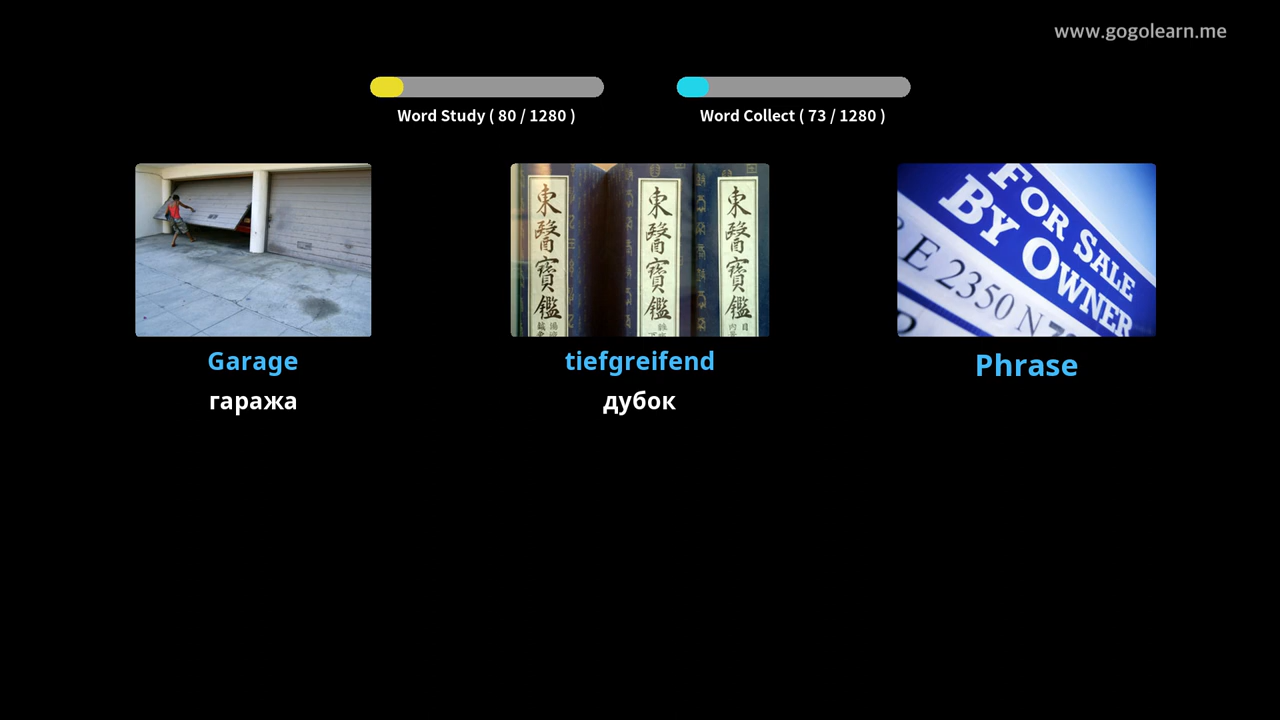 www.gogolearn.me
Word Study ( 80 / 1280 )
Word Collect ( 73 / 1280 )
東醫寶鑑
東醫寶鑑
東醫寶鑑
FOR SALE
BY OWNER
E 2350 N
Garage
tiefgreifend
Phrase
гаража
дубок